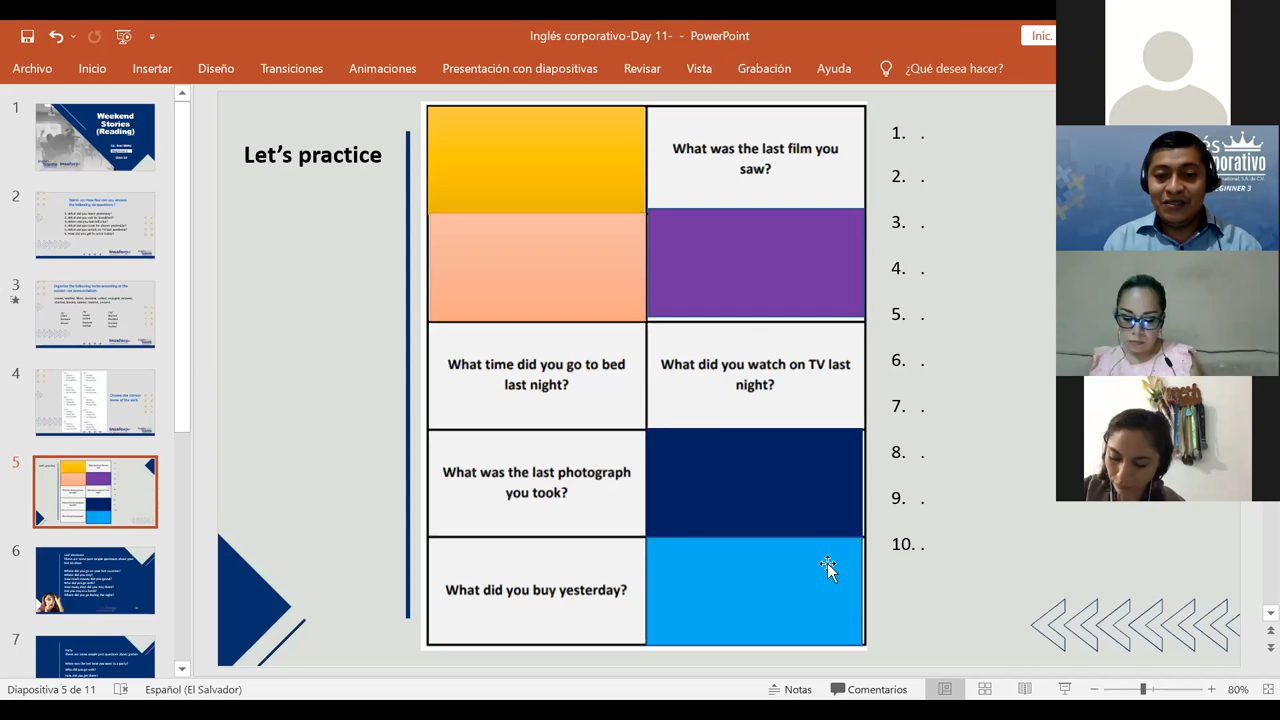 Inglés corporativo-Day 11- - PowerPoint
Inic.
Archivo
Inicio
Insertar
Diseño
Transiciones
Animaciones
Presentación con diapositivas
Revisar
Vista
Grabación
Ayuda
¿Qué desea hacer?
1
Weekend
Stories
(Reading)
2
3
4
5
6
7
Let's practice
What was the last film you
saw?
What time did you go to bed
last night?
What did you watch on TV last
night?
What was the last photograph
you took?
What did you buy yesterday?
1. .
2. .
3. .
4. .
5. .
6. .
7. .
8. .
9. .
10. .
Diapositiva 5 de 11
Español (El Salvador)
Notas
Comentarios
80%